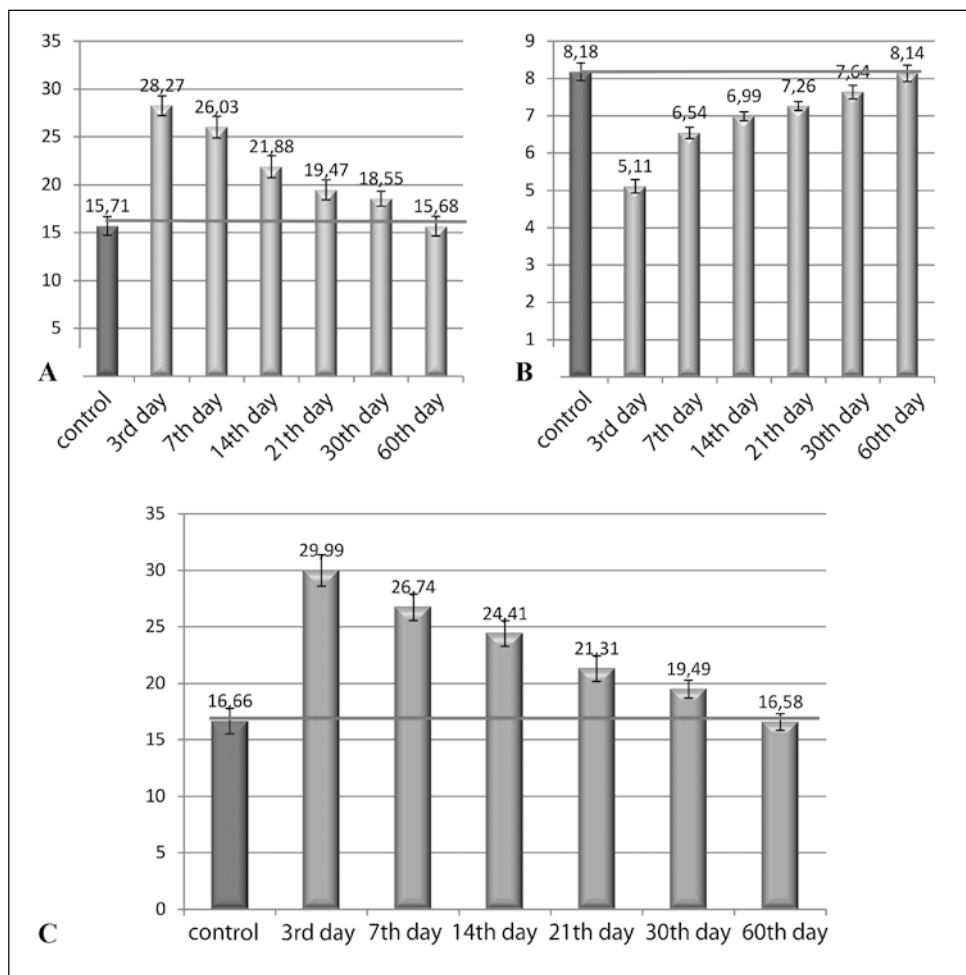 35
30
25
20
15
10
5
15,71
28,27
26,03
21,88
19,47
18,55
15,68
A
control
3rd day
7th day
14th day
21th day
30th day
60th day
9
8
7
6
5
4
3
2
1
8,18
5,11
6,54
6,99
7,26
7,64
8,14
B
control
3rd day
7th day
14th day
21th day
30th day
60th day
35
30
25
20
15
10
5
0
16,66
29,99
26,74
24,41
21,31
19,49
16,58
C
control 3rd day 7th day 14th day 21th day 30th day 60th day